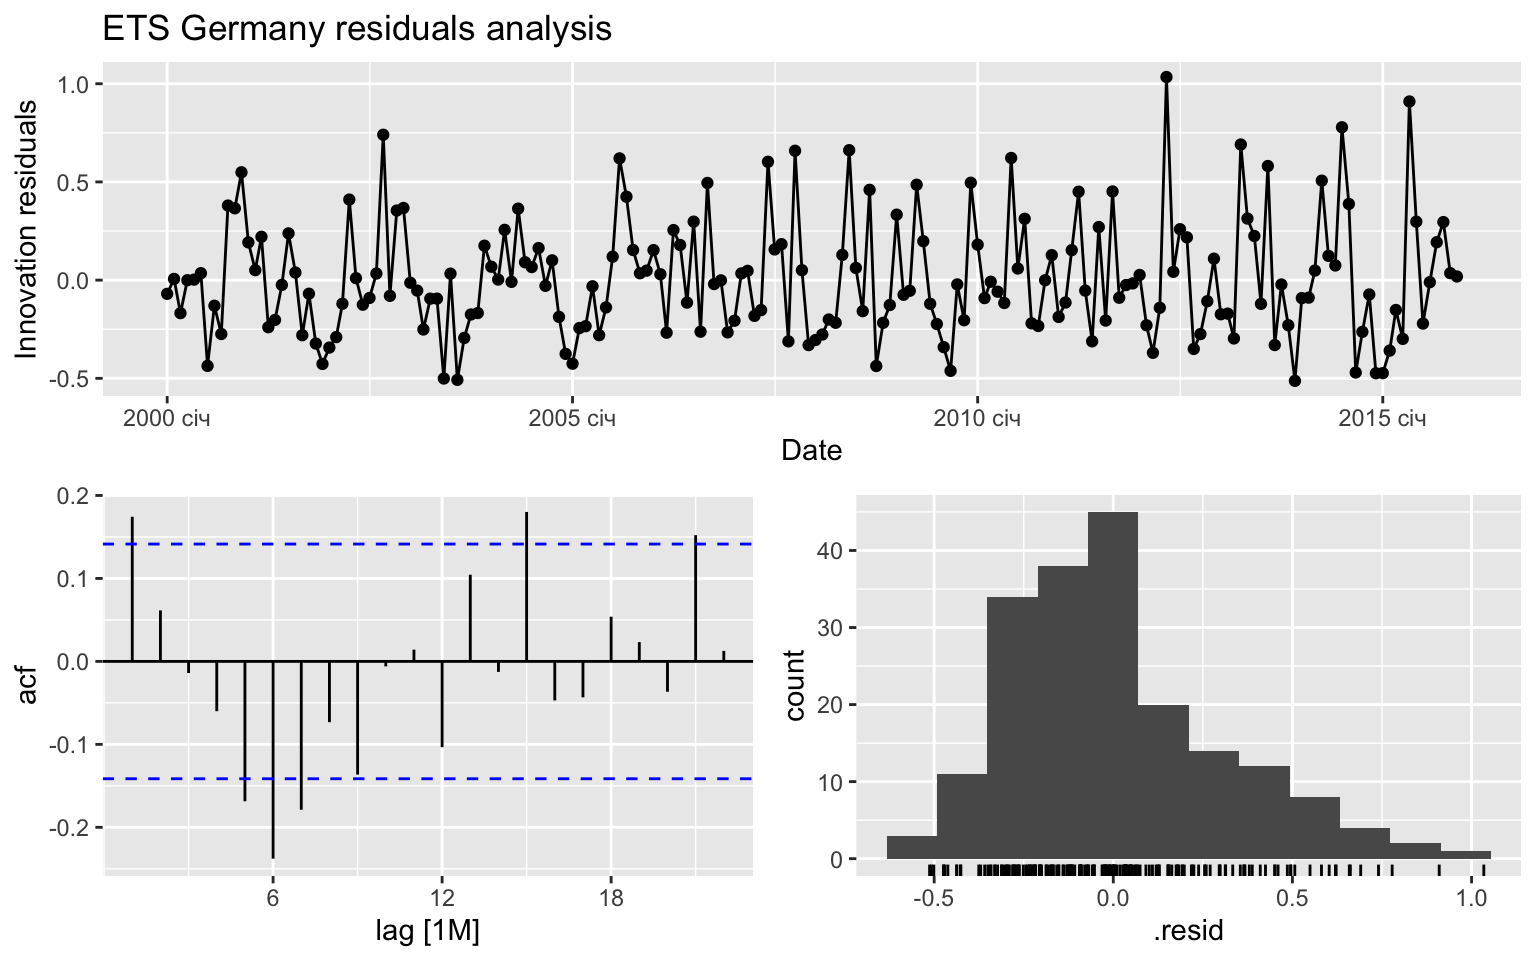 ETS Germany residuals analysis
Innovation residuals
1.0
0.5
0.0
-0.5
2000 січ
2005 січ
2010 січ
2015 січ
Date
acf
0.2
0.1
0.0
-0.1
-0.2
6
12
18
lag [1M]
count
40
30
20
10
0
-0.5
0.0
0.5
1.0
.resid